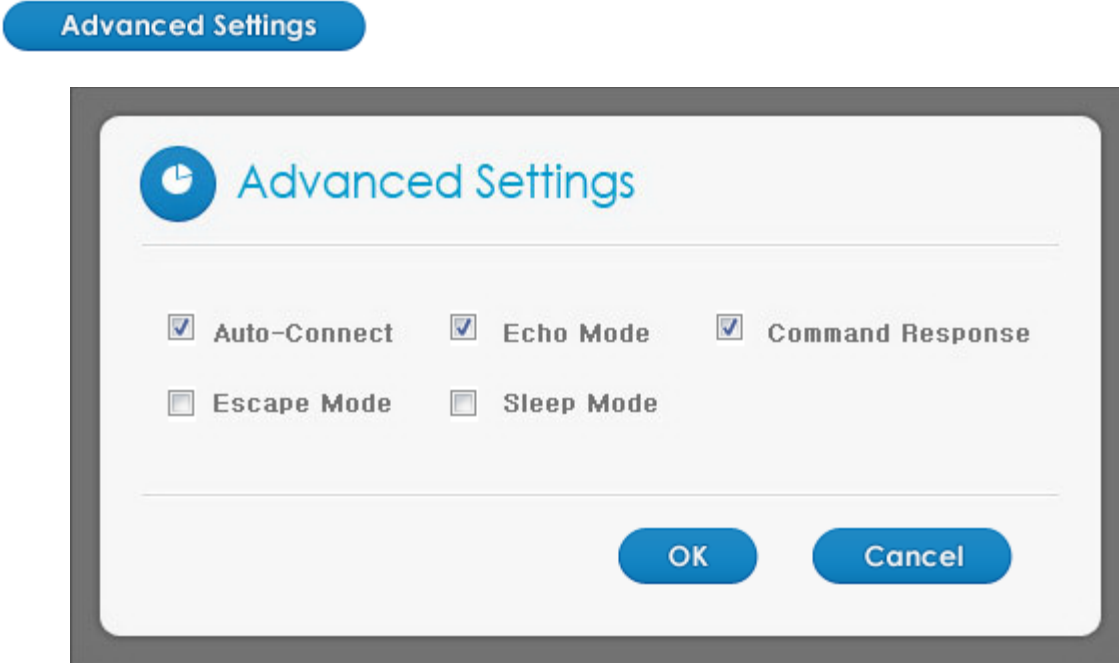 Advanced Settings
Advanced Settings
Auto-Connect Echo Mode Command Response
Escape Mode Sleep Mode
OK Cancel